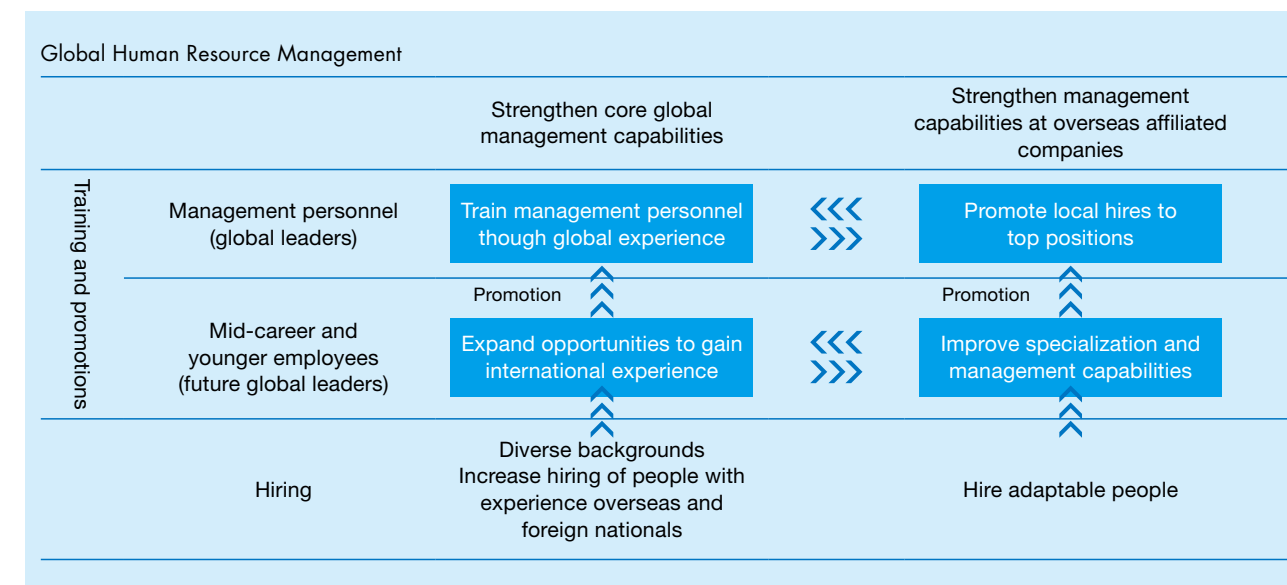 Global Human Resource Management
Strengthen core global
management capabilities
Strengthen management
capabilities at overseas affiliated
companies
Training and promotions
Management personnel
(global leaders)
Train management personnel
though global experience
Promote local hires to
top positions
Promotion
Promotion
Mid-career and
younger employees
(future global leaders)
Expand opportunities to gain
international experience
Improve specialization and
management capabilities
Hiring
Diverse backgrounds
Increase hiring of people with
experience overseas and
foreign nationals
Hire adaptable people